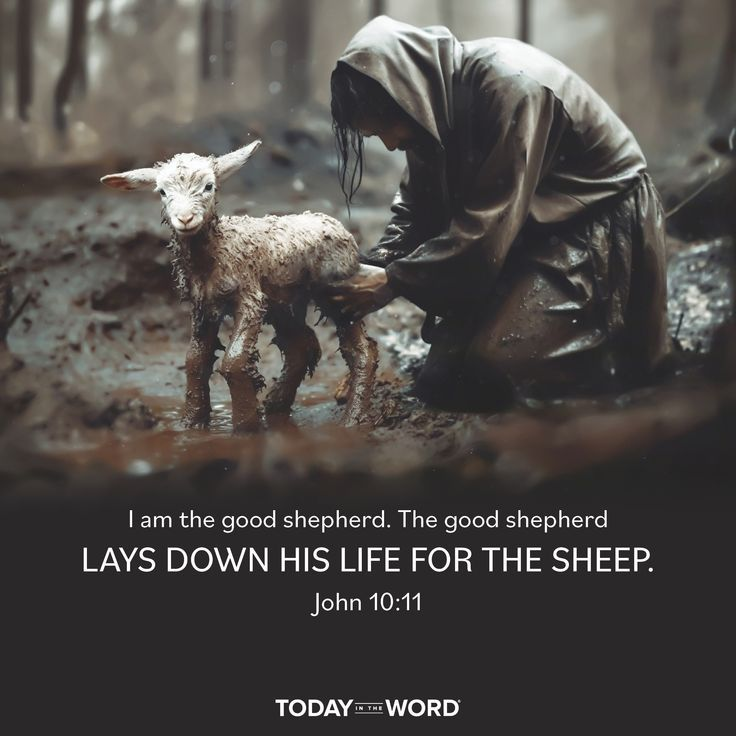 I am the good shepherd. The good shepherd
LAYS DOWN HIS LIFE FOR THE SHEEP.
John 10:11
TODAY IN THE WORD®